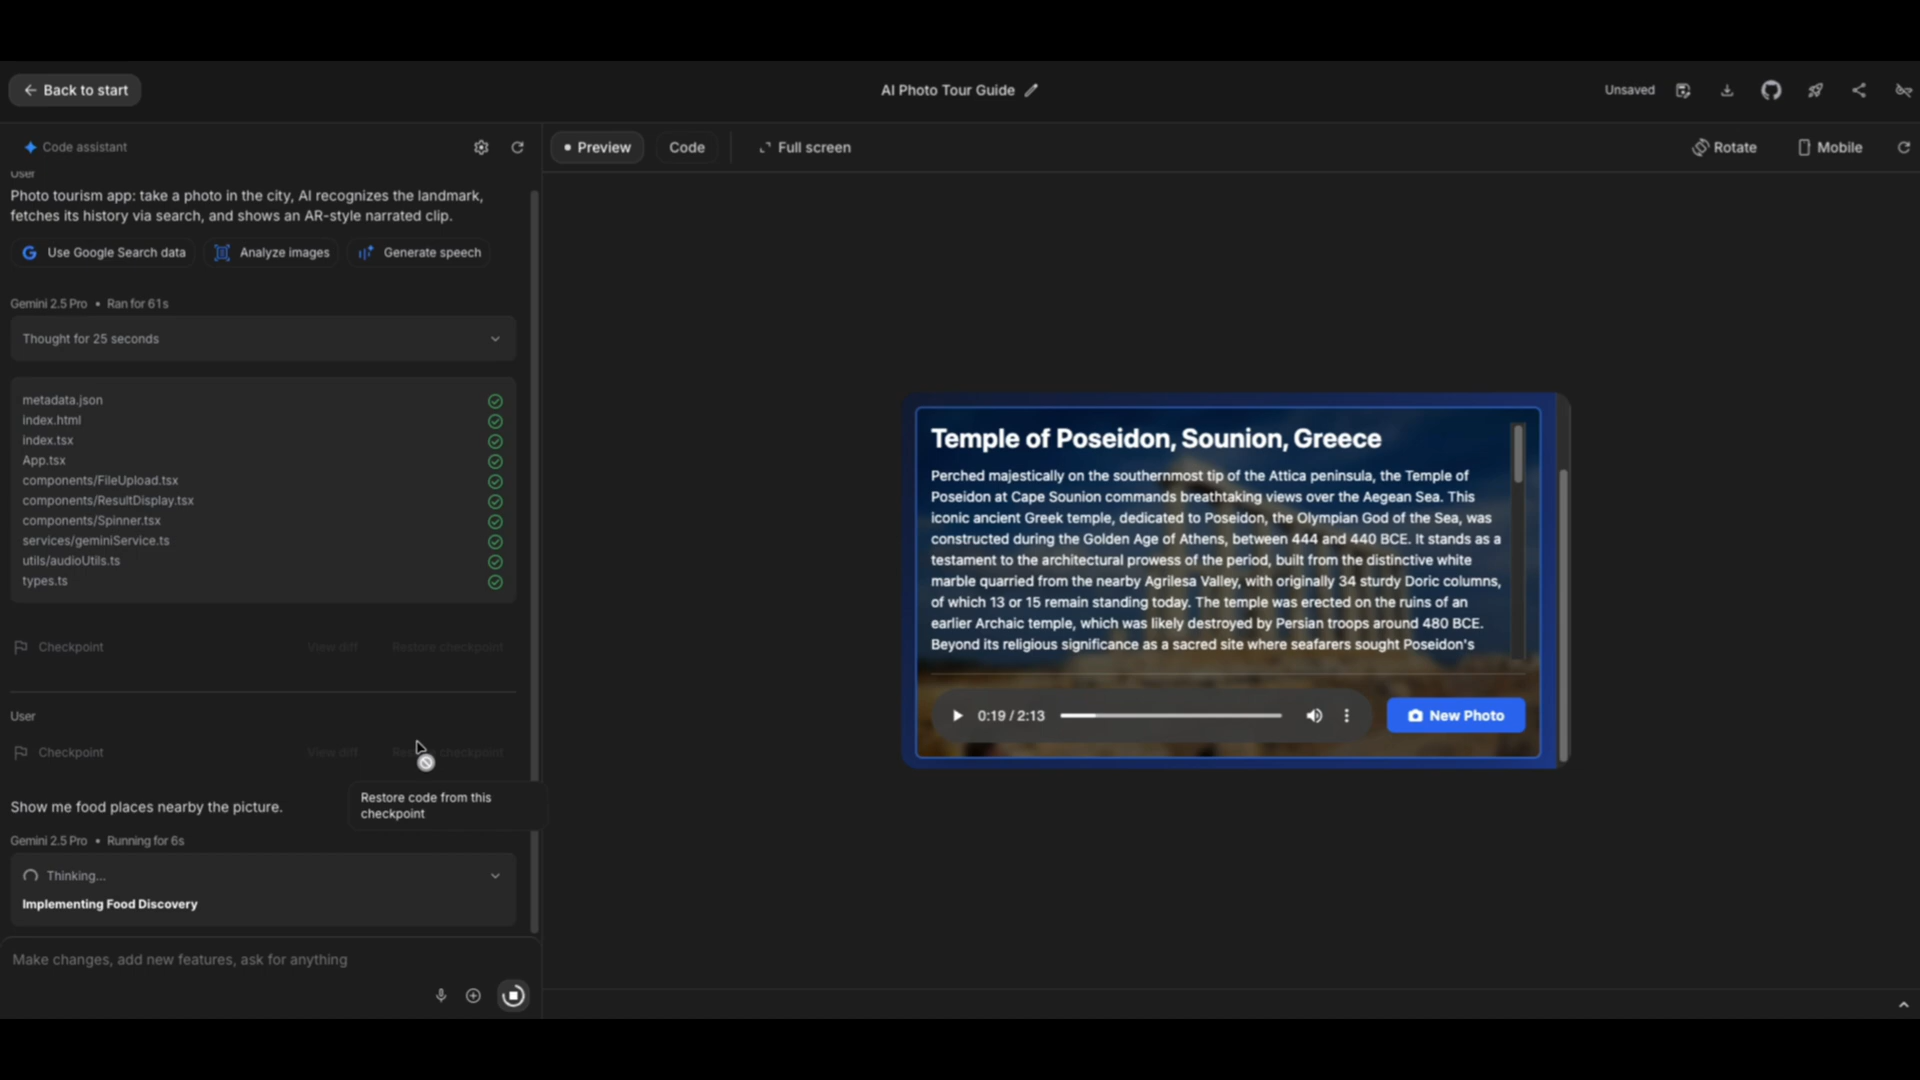 Back to start
AI Photo Tour Guide
Unsaved
Code assistant
Preview
Code
Full screen
Rotate
Mobile
User
Photo tourism app: take a photo in the city, AI recognizes the landmark,
fetches its history via search, and shows an AR-style narrated clip.
Use Google Search data
Analyze images
Generate speech
Gemini 2.5 Pro • Ran for 61s
Thought for 25 seconds
metadata.json
index.html
index.tsx
App.tsx
components/FileUpload.tsx
components/ResultDisplay.tsx
components/Spinner.tsx
services/geminiService.ts
utils/audioUtils.ts
types.ts
Checkpoint
View diff
Restore checkpoint
User
Checkpoint
View diff
Restore checkpoint
Restore code from this
checkpoint
Show me food places nearby the picture.
Gemini 2.5 Pro • Running for 6s
Thinking...
Implementing Food Discovery
Make changes, add new features, ask for anything
Temple of Poseidon, Sounion, Greece
Perched majestically on the southernmost tip of the Attica peninsula, the Temple of
Poseidon at Cape Sounion commands breathtaking views over the Aegean Sea. This
iconic ancient Greek temple, dedicated to Poseidon, the Olympian God of the Sea, was
constructed during the Golden Age of Athens, between 444 and 440 BCE. It stands as a
testament to the architectural prowess of the period, built from the distinctive white
marble quarried from the nearby Agrilesa Valley, with originally 34 sturdy Doric columns,
of which 13 or 15 remain standing today. The temple was erected on the ruins of an
earlier Archaic temple, which was likely destroyed by Persian troops around 480 BCE.
Beyond its religious significance as a sacred site where seafarers sought Poseidon's
0:19 / 2:13
New Photo